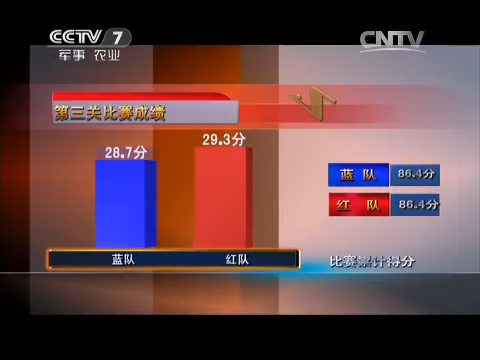 CCTV 7
军事 农业
CNTV
第三关比赛成绩
28.7分
29.3分
蓝队
红队
蓝 队 86.4分
红 队 86.4分
比赛累计得分